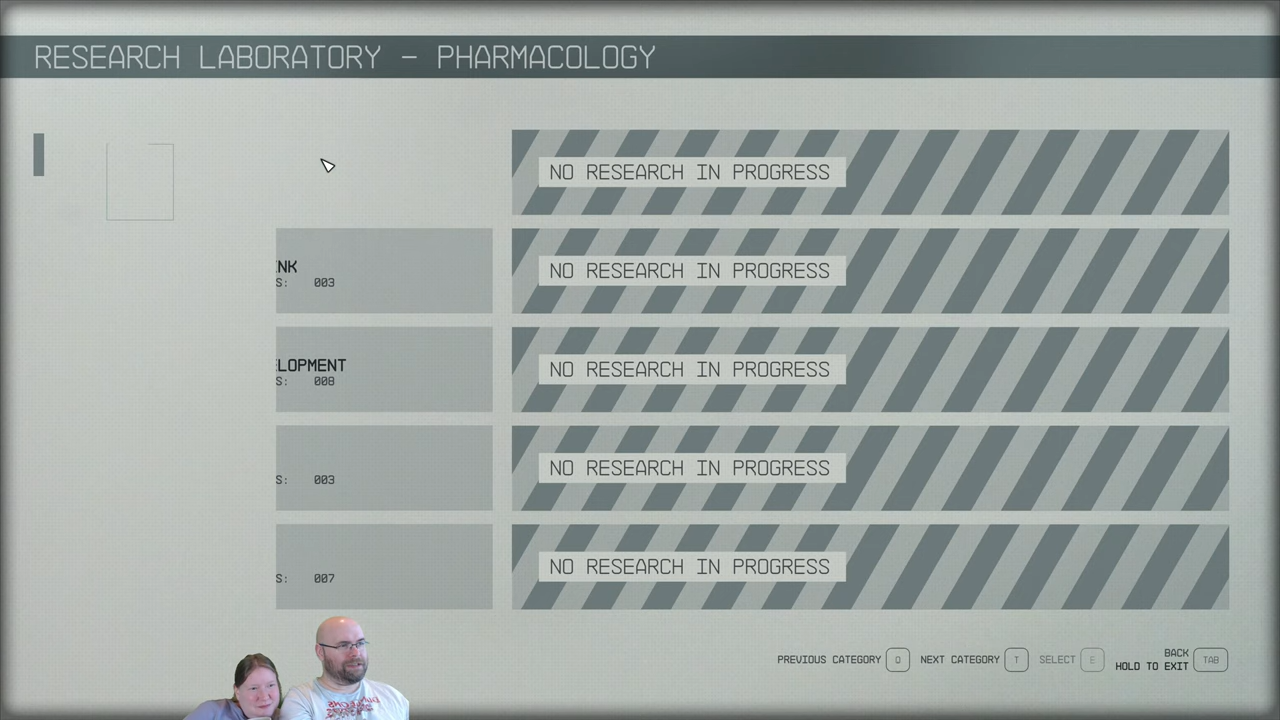 RESEARCH LABORATORY – PHARMACOLOGY
NO RESEARCH IN PROGRESS
NK
S: 003
NO RESEARCH IN PROGRESS
ELOPMENT
S: 008
NO RESEARCH IN PROGRESS
S: 003
NO RESEARCH IN PROGRESS
S: 007
NO RESEARCH IN PROGRESS
PREVIOUS CATEGORY Q NEXT CATEGORY T SELECT E BACK
HOLD TO EXIT TAB